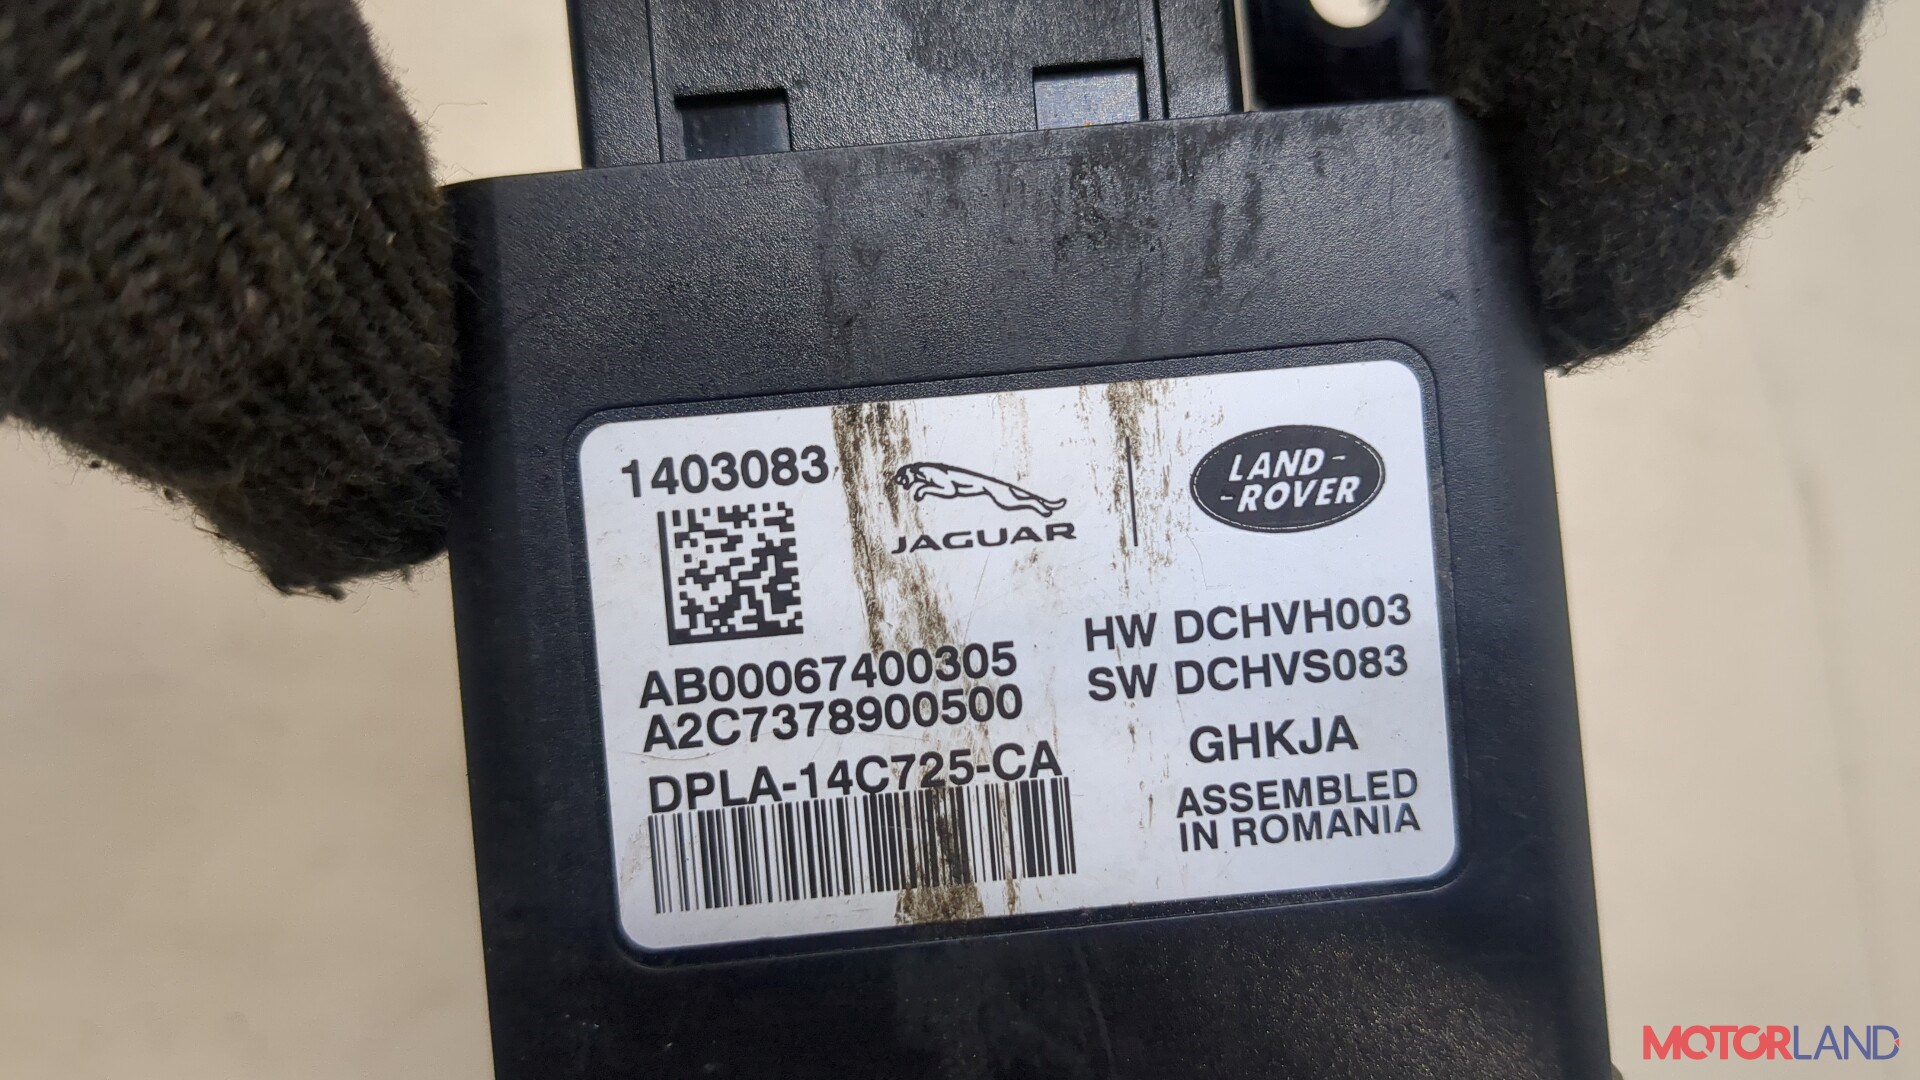 1403083
JAGUAR
LAND-
-ROVER
AB00067400305
A2C7378900500
DPLA-14C725-CA
HW DCHVH003
SW DCHVS083
GHKJA
ASSEMBLED
IN ROMANIA
MOTORLAND